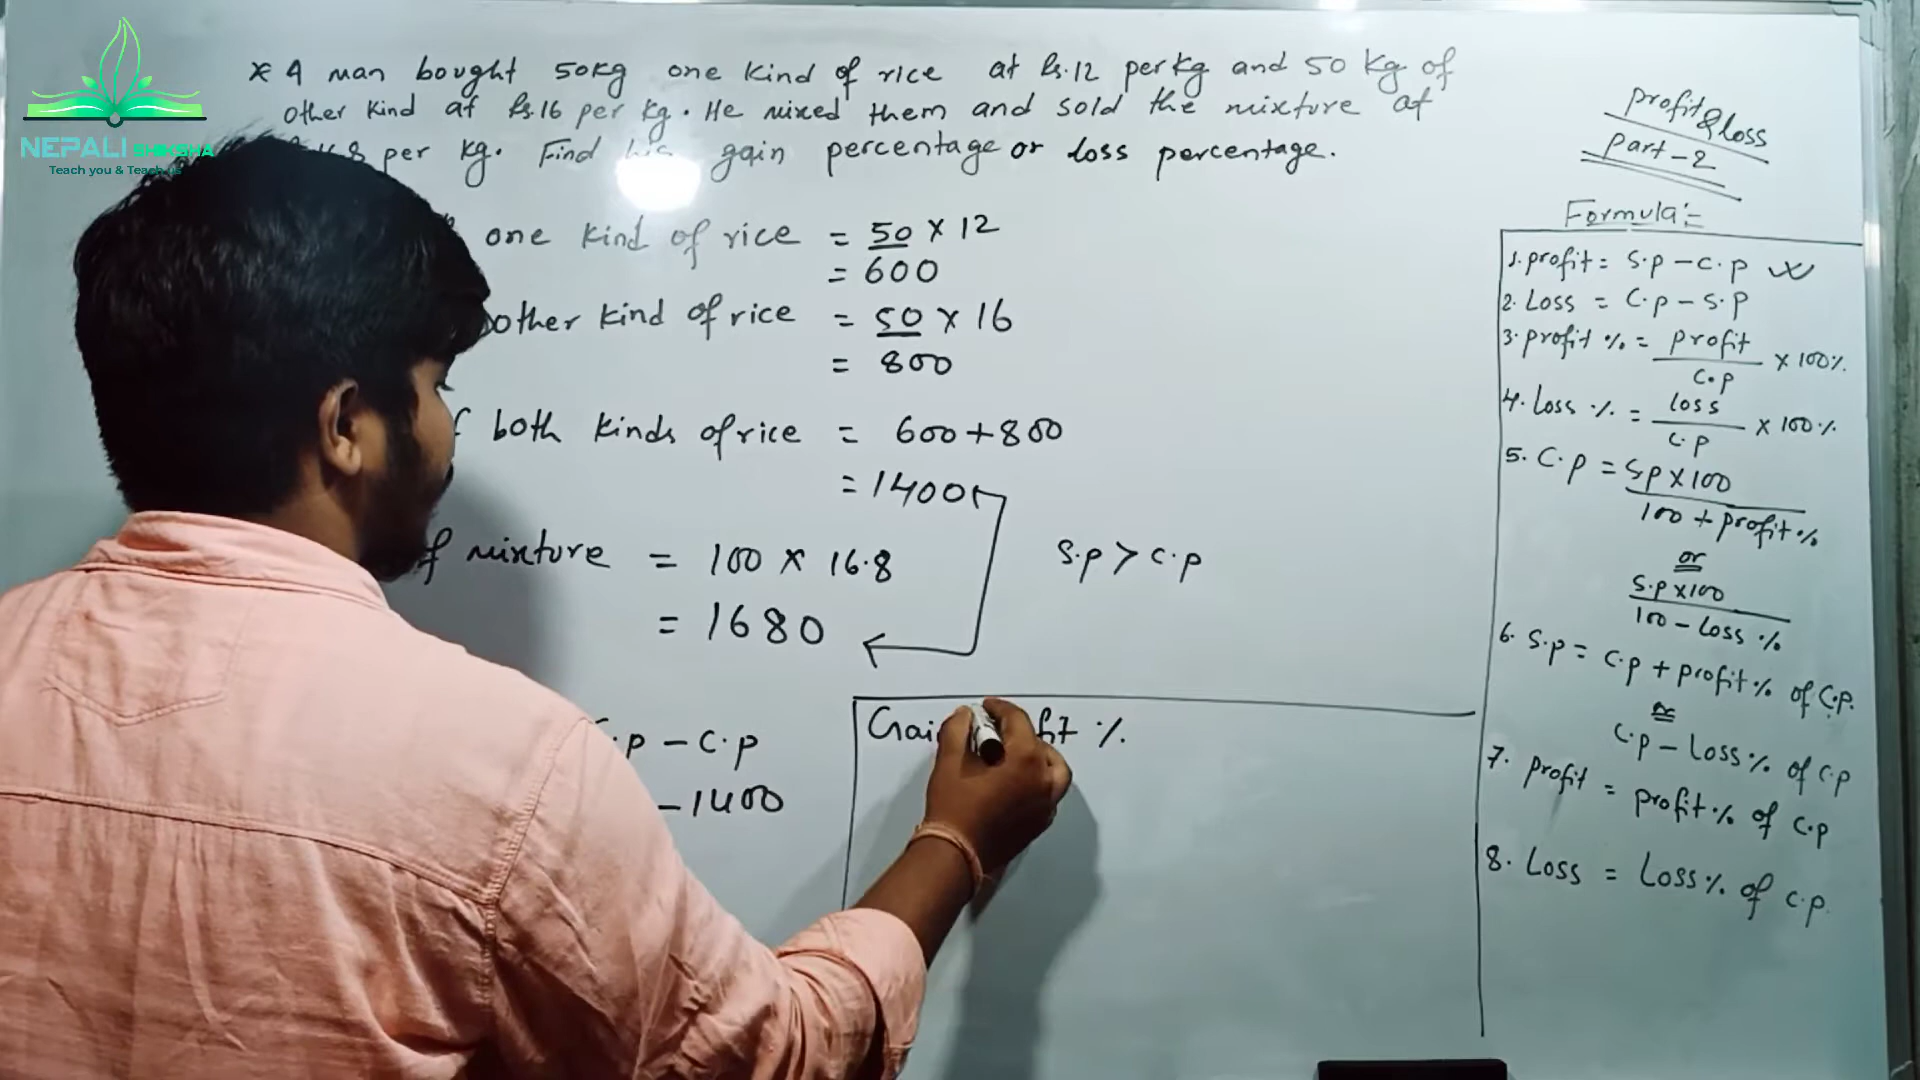 NEPALI SHIKSHA
Teach you & Teach us
* A man bought 50kg one kind of rice at Rs.12 per kg and 50 kg of
other kind at Rs.16 per kg. He mixed them and sold the mixture at
8 per kg. Find his gain percentage or loss percentage.
one kind of rice = 50 × 12
= 600
other kind of rice = 50 × 16
= 800
both kinds of rice = 600+800
= 1400
of mixture = 100 × 16.8
= 1680
S.p > C.p
.p - C.p
- 1400
%.
profit & loss
part-2
Formula:-
1. profit = S.p - C.p
2. Loss = C.p - S.p
3. profit % = profit / C.p × 100%.
4. Loss % = loss / C.p × 100%
5. C.p = S.p × 100 / 100 + profit %
or
S.p × 100 / 100 - Loss %
6. S.p = C.p + profit % of C.p.
or
C.p - Loss % of C.p
7. profit = profit % of C.p
8. Loss = Loss % of C.p.